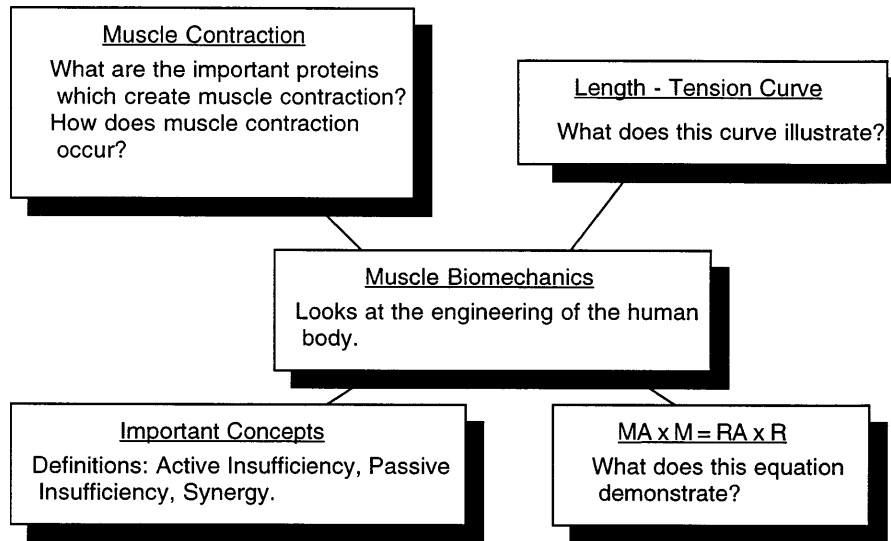 Muscle Contraction
What are the important proteins
which create muscle contraction?
How does muscle contraction
occur?
Length - Tension Curve
What does this curve illustrate?
Muscle Biomechanics
Looks at the engineering of the human
body.
Important Concepts
Definitions: Active Insufficiency, Passive
Insufficiency, Synergy.
MA x M = RA x R
What does this equation
demonstrate?